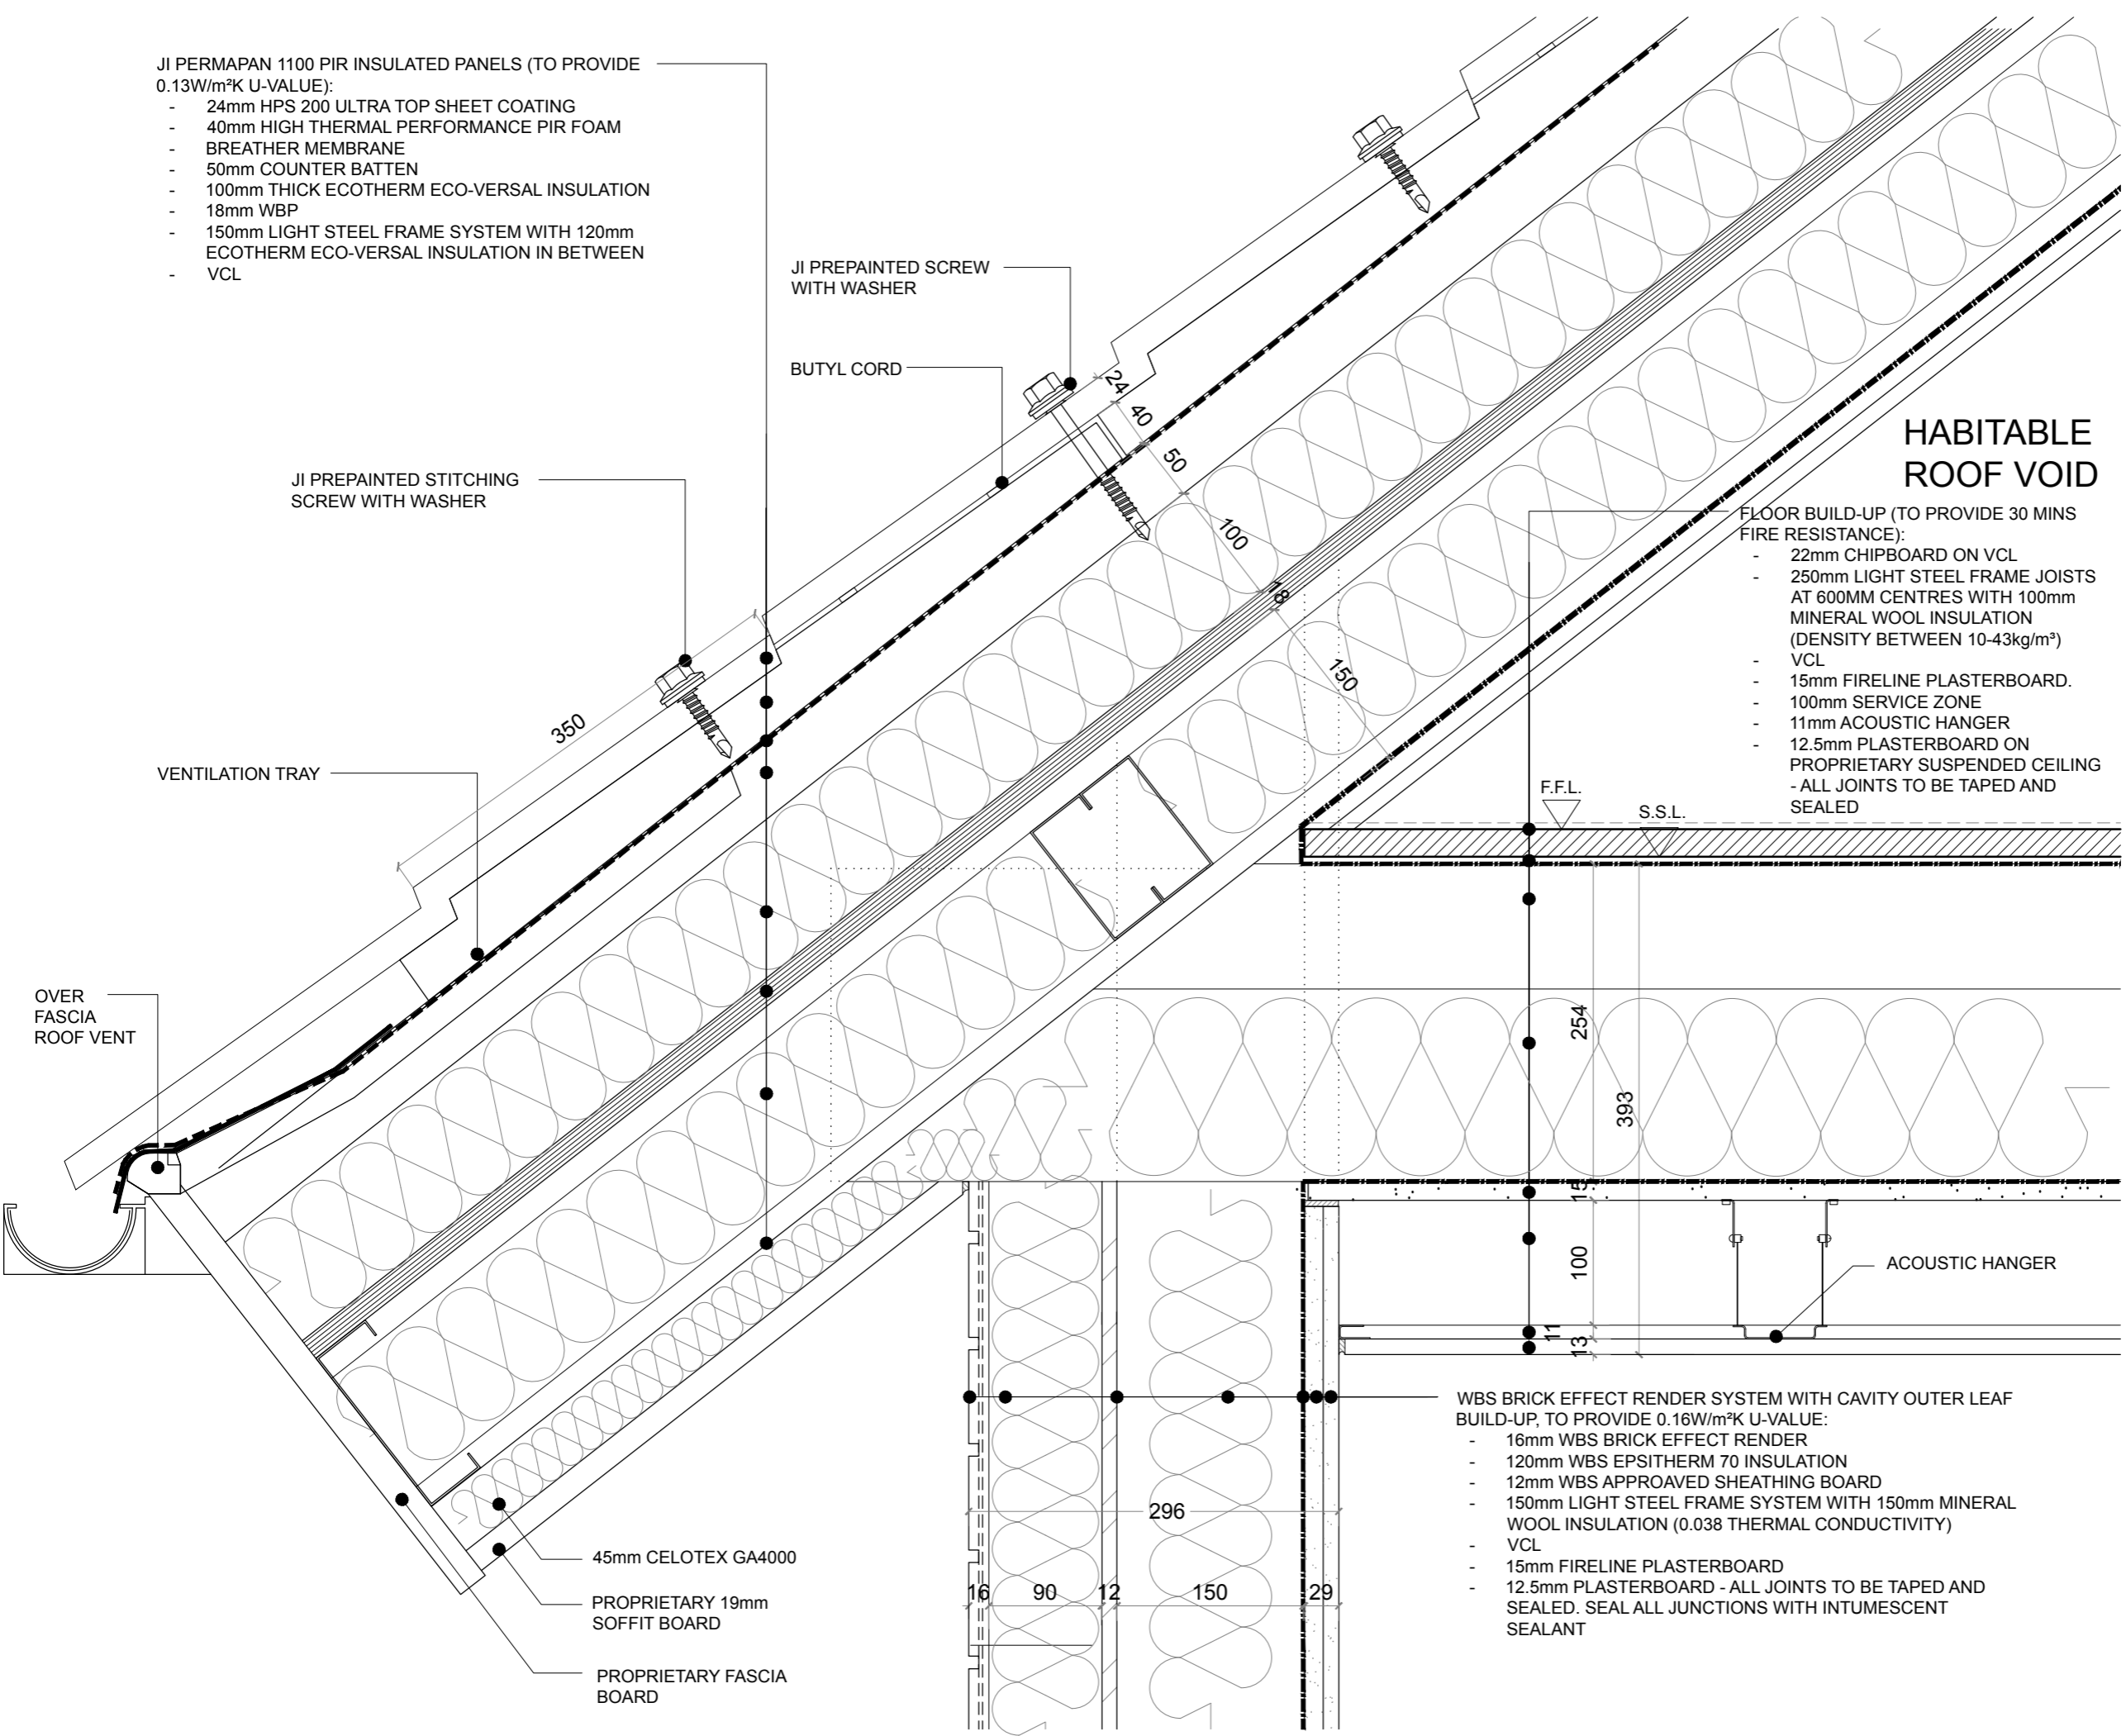 JI PERMAPAN 1100 PIR INSULATED PANELS (TO PROVIDE
0.13W/m²K U-VALUE):
- 24mm HPS 200 ULTRA TOP SHEET COATING
- 40mm HIGH THERMAL PERFORMANCE PIR FOAM
- BREATHER MEMBRANE
- 50mm COUNTER BATTEN
- 100mm THICK ECOTHERM ECO-VERSAL INSULATION
- 18mm WBP
- 150mm LIGHT STEEL FRAME SYSTEM WITH 120mm
ECOTHERM ECO-VERSAL INSULATION IN BETWEEN
- VCL
JI PREPAINTED SCREW
WITH WASHER
BUTYL CORD
JI PREPAINTED STITCHING
SCREW WITH WASHER
VENTILATION TRAY
OVER
FASCIA
ROOF VENT
350
24
40
50
100
18
150
HABITABLE
ROOF VOID
FLOOR BUILD-UP (TO PROVIDE 30 MINS
FIRE RESISTANCE):
- 22mm CHIPBOARD ON VCL
- 250mm LIGHT STEEL FRAME JOISTS
AT 600MM CENTRES WITH 100mm
MINERAL WOOL INSULATION
(DENSITY BETWEEN 10-43kg/m³)
- VCL
- 15mm FIRELINE PLASTERBOARD.
- 100mm SERVICE ZONE
- 11mm ACOUSTIC HANGER
- 12.5mm PLASTERBOARD ON
PROPRIETARY SUSPENDED CEILING
- ALL JOINTS TO BE TAPED AND
SEALED
F.F.L.
S.S.L.
254
393
15
100
11
13
ACOUSTIC HANGER
WBS BRICK EFFECT RENDER SYSTEM WITH CAVITY OUTER LEAF
BUILD-UP, TO PROVIDE 0.16W/m²K U-VALUE:
- 16mm WBS BRICK EFFECT RENDER
- 120mm WBS EPSITHERM 70 INSULATION
- 12mm WBS APPROAVED SHEATHING BOARD
- 150mm LIGHT STEEL FRAME SYSTEM WITH 150mm MINERAL
WOOL INSULATION (0.038 THERMAL CONDUCTIVITY)
- VCL
- 15mm FIRELINE PLASTERBOARD
- 12.5mm PLASTERBOARD - ALL JOINTS TO BE TAPED AND
SEALED. SEAL ALL JUNCTIONS WITH INTUMESCENT
SEALANT
296
16 90 12 150 29
45mm CELOTEX GA4000
PROPRIETARY 19mm
SOFFIT BOARD
PROPRIETARY FASCIA
BOARD